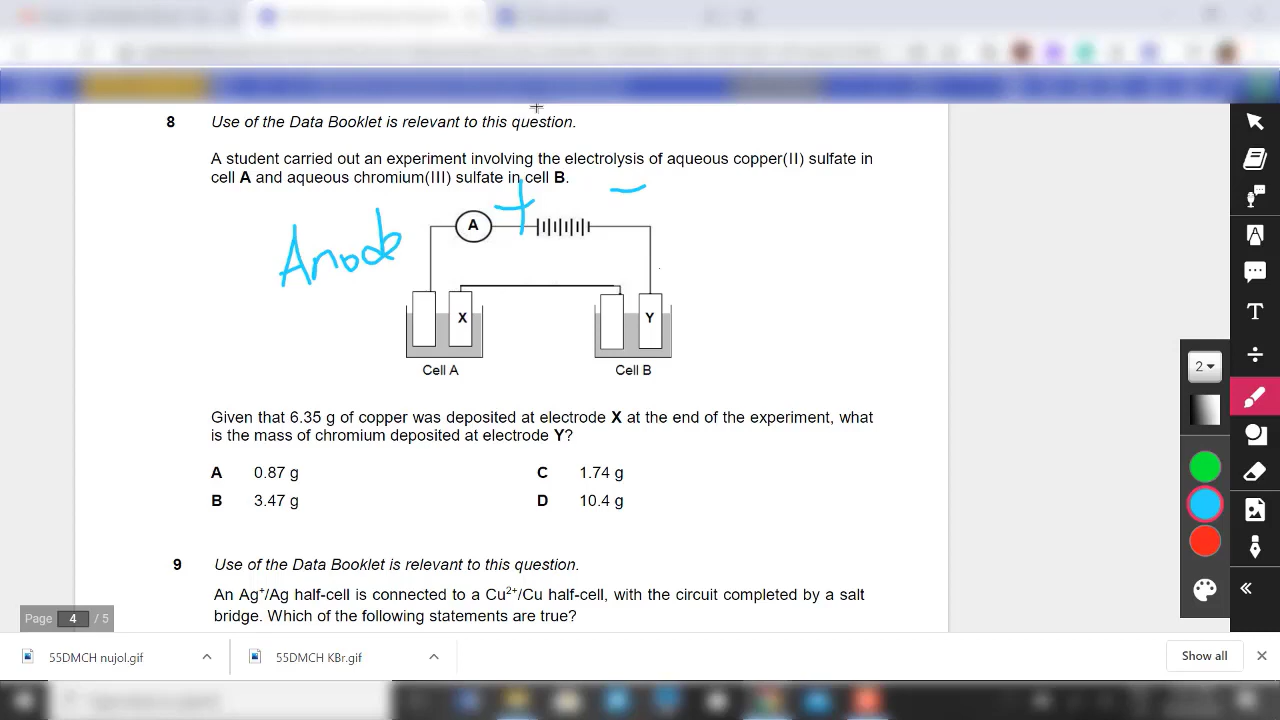 8 Use of the Data Booklet is relevant to this question.
A student carried out an experiment involving the electrolysis of aqueous copper(II) sulfate in
cell A and aqueous chromium(III) sulfate in cell B.
+ −
A
Anode
X Y
Cell A Cell B
Given that 6.35 g of copper was deposited at electrode X at the end of the experiment, what
is the mass of chromium deposited at electrode Y?
A 0.87 g C 1.74 g
B 3.47 g D 10.4 g
9 Use of the Data Booklet is relevant to this question.
An Ag+/Ag half-cell is connected to a Cu2+/Cu half-cell, with the circuit completed by a salt
bridge. Which of the following statements are true?
Page 4 / 5
2
55DMCH nujol.gif 55DMCH KBr.gif Show all